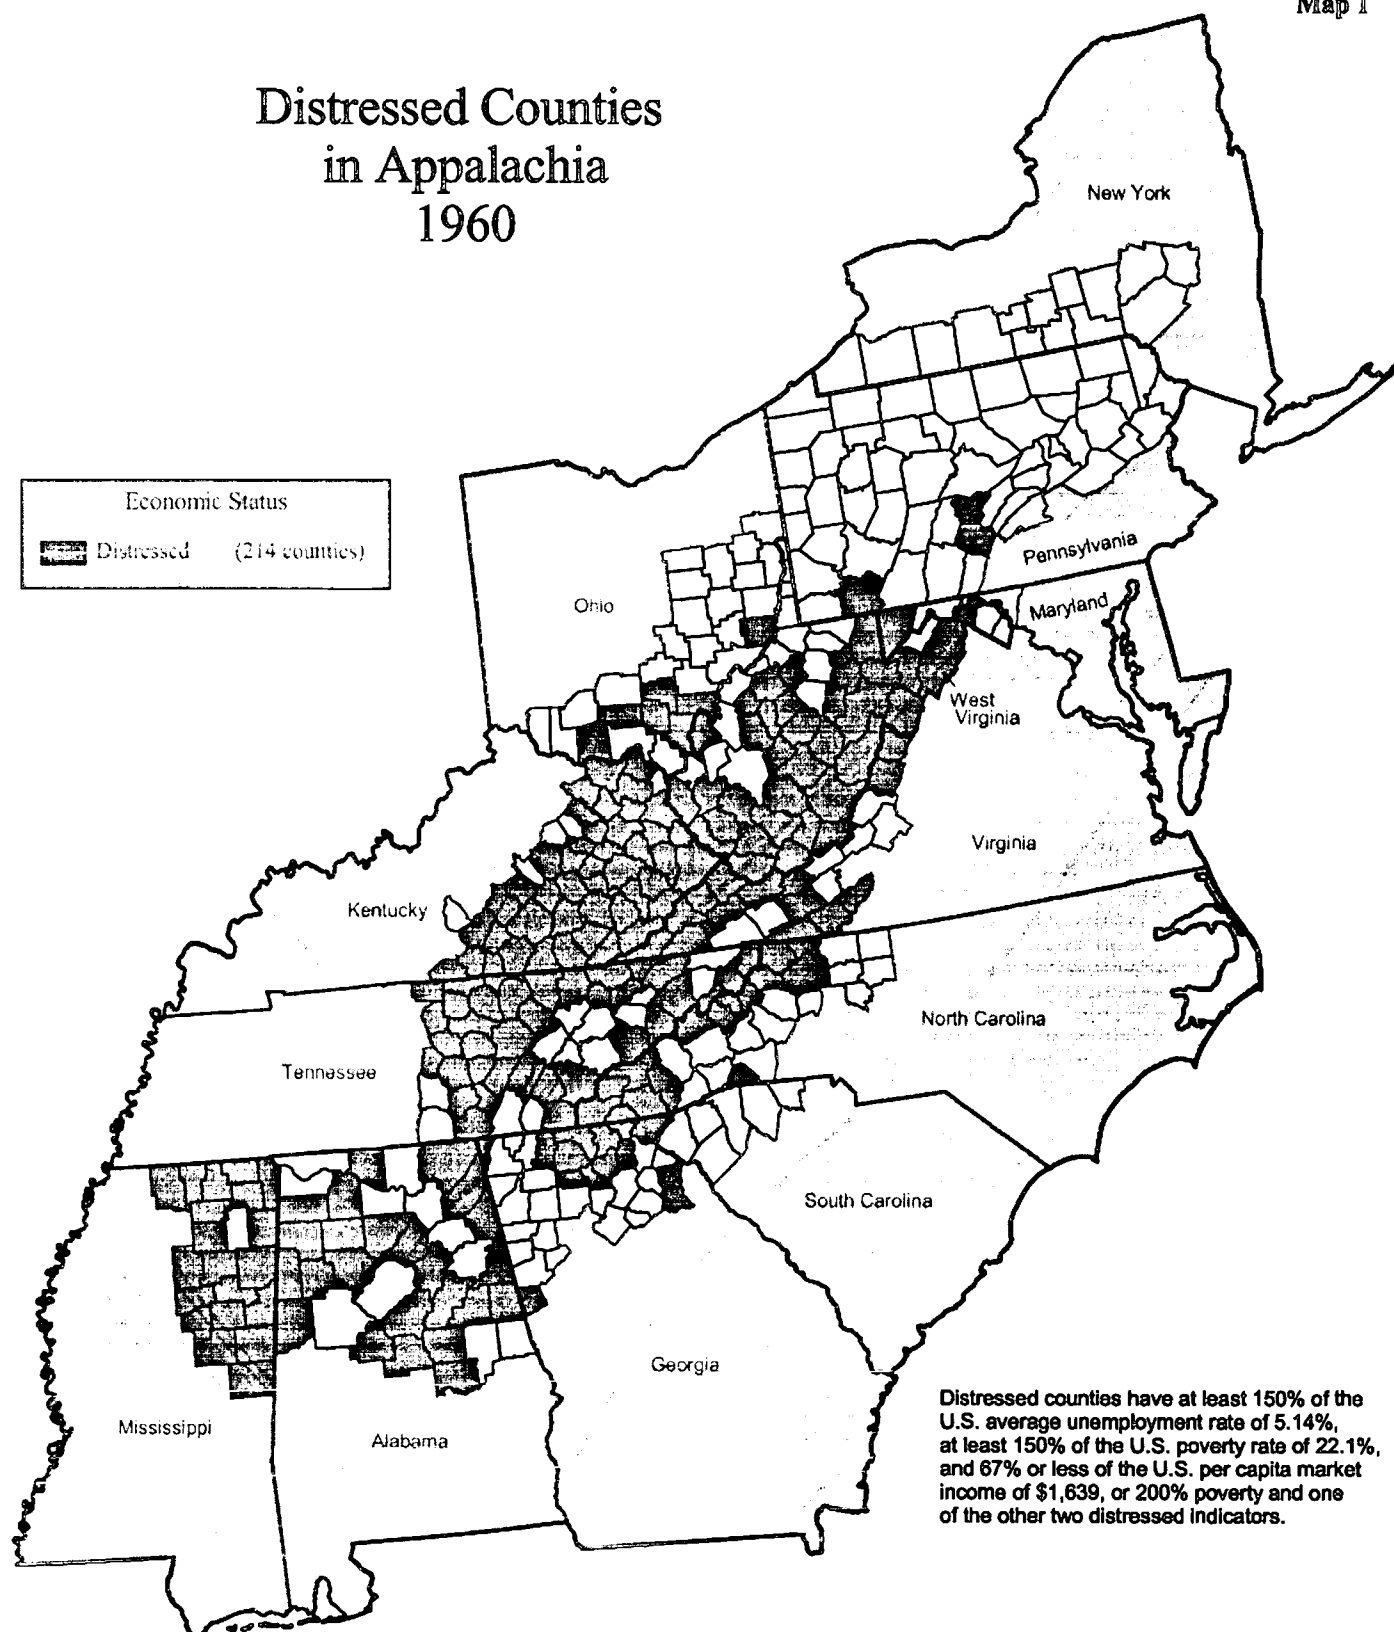 Map 1
Distressed Counties
in Appalachia
1960
New York
Economic Status
Distressed (214 counties)
Pennsylvania
Ohio
Maryland
West
Virginia
Virginia
Kentucky
North Carolina
Tennessee
South Carolina
Georgia
Mississippi
Alabama
Distressed counties have at least 150% of the
U.S. average unemployment rate of 5.14%,
at least 150% of the U.S. poverty rate of 22.1%,
and 67% or less of the U.S. per capita market
income of $1,639, or 200% poverty and one
of the other two distressed indicators.